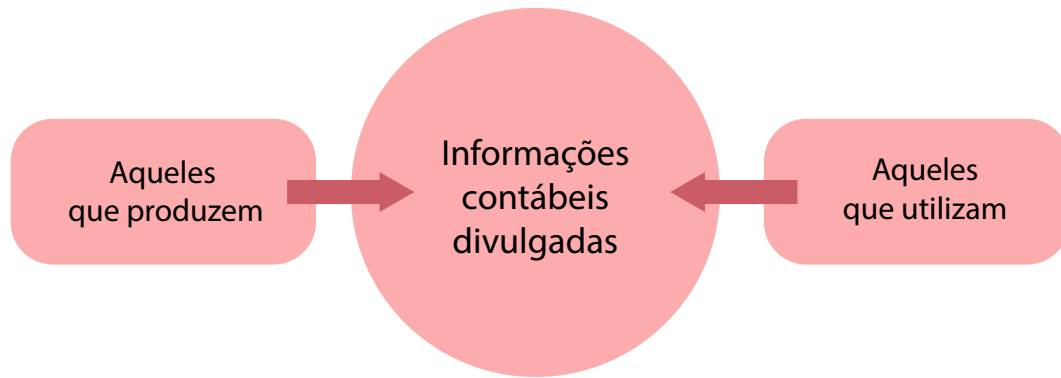 Aqueles
que produzem
Informações
contábeis
divulgadas
Aqueles
que utilizam